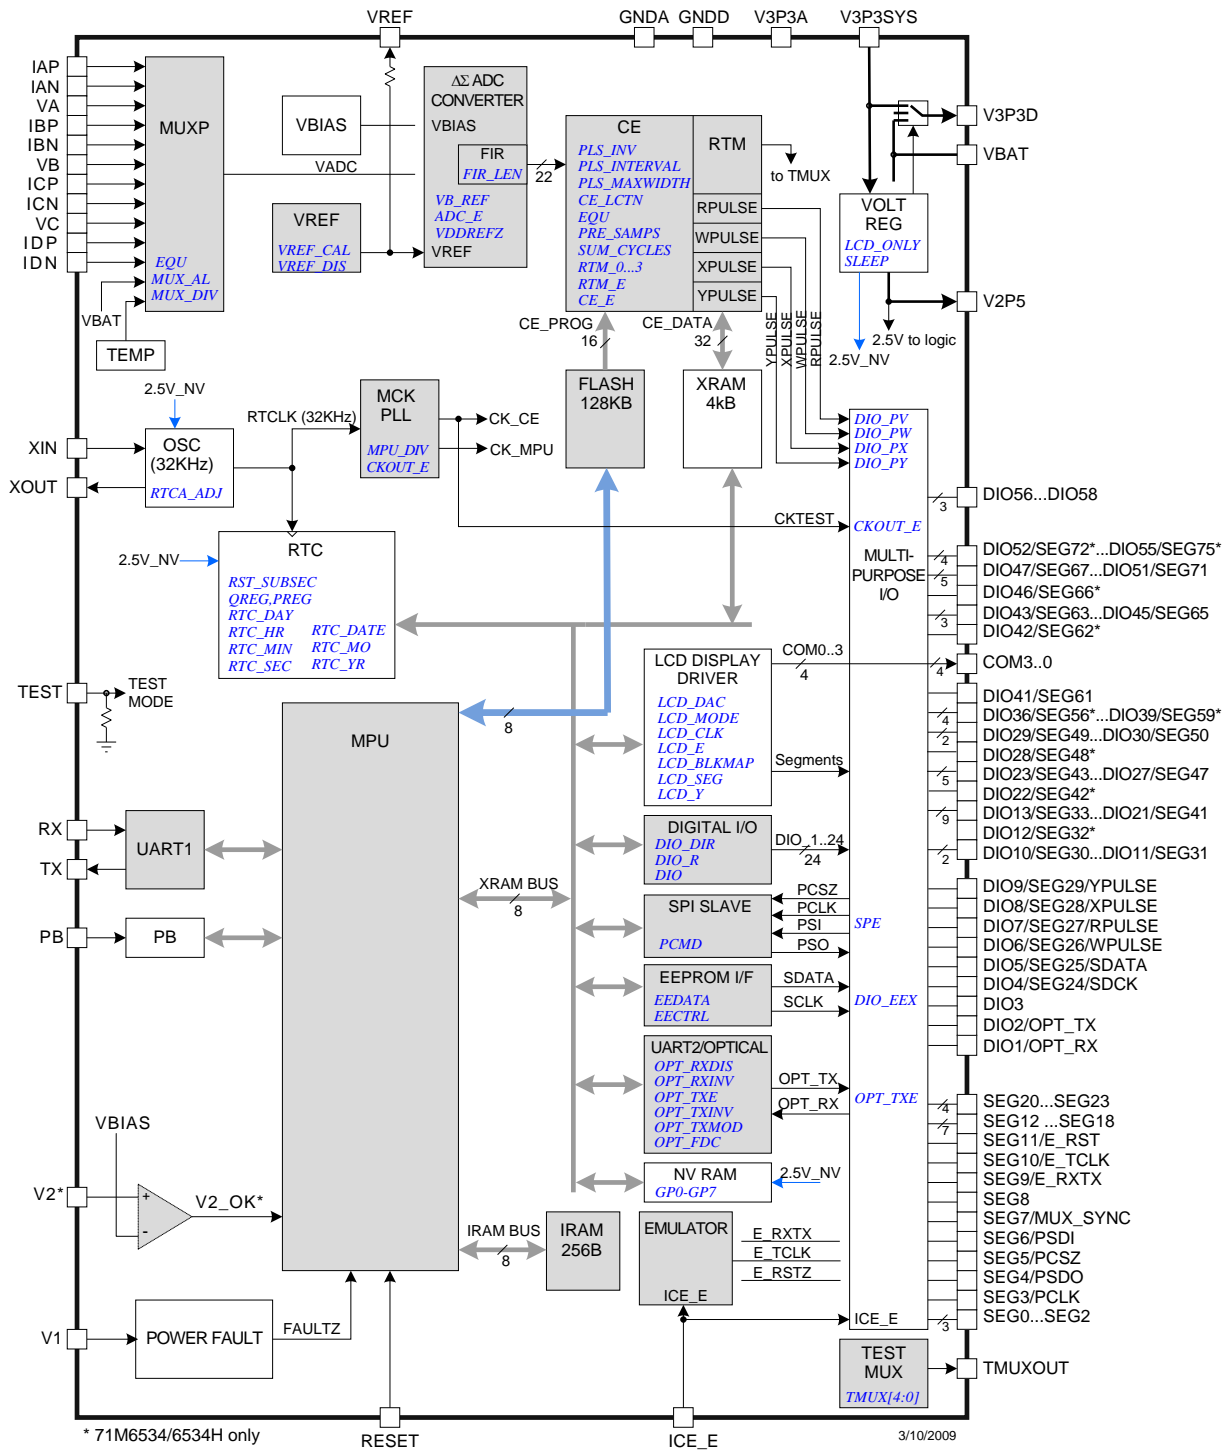 VREF
GNDA
GNDD
V3P3A
V3P3SYS
IAP
IAN
VA
IBP
IBN
VB
ICP
ICN
VC
IDP
IDN
MUXP
EQU
MUX_AL
MUX_DIV
VBAT
TEMP
VBIAS
VADC
VREF
VREF_CAL
VREF_DIS
ΔΣ ADC
CONVERTER
VBIAS
FIR
FIR_LEN
VB_REF
ADC_E
VDDREFZ
VREF
22
CE
PLS_INV
PLS_INTERVAL
PLS_MAXWIDTH
CE_LCTN
EQU
PRE_SAMPS
SUM_CYCLES
RTM_0...3
RTM_E
CE_E
RTM
RPULSE
WPULSE
XPULSE
YPULSE
to TMUX
V3P3D
VBAT
VOLT
REG
LCD_ONLY
SLEEP
V2P5
2.5V to logic
2.5V_NV
CE_PROG
16
CE_DATA
32
YPULSE
XPULSE
WPULSE
RPULSE
FLASH
128KB
XRAM
4kB
2.5V_NV
XIN
XOUT
OSC
(32KHz)
RTCA_ADJ
RTCLK (32KHz)
MCK
PLL
MPU_DIV
CKOUT_E
CK_CE
CK_MPU
2.5V_NV
RTC
RST_SUBSEC
QREG,PREG
RTC_DAY
RTC_HR
RTC_MIN
RTC_SEC
RTC_DATE
RTC_MO
RTC_YR
CKTEST
DIO_PV
DIO_PW
DIO_PX
DIO_PY
CKOUT_E
MULTI-
PURPOSE
I/O
3
DIO56...DIO58
4
DIO52/SEG72*...DIO55/SEG75*
5
DIO47/SEG67...DIO51/SEG71
DIO46/SEG66*
3
DIO43/SEG63...DIO45/SEG65
DIO42/SEG62*
TEST
TEST
MODE
MPU
8
LCD DISPLAY
DRIVER
LCD_DAC
LCD_MODE
LCD_CLK
LCD_E
LCD_BLKMAP
LCD_SEG
LCD_Y
COM0..3
4
4
COM3..0
Segments
DIO41/SEG61
4
DIO36/SEG56*...DIO39/SEG59*
2
DIO29/SEG49...DIO30/SEG50
DIO28/SEG48*
5
DIO23/SEG43...DIO27/SEG47
DIO22/SEG42*
9
DIO13/SEG33...DIO21/SEG41
DIO12/SEG32*
2
DIO10/SEG30...DIO11/SEG31
RX
TX
UART1
PB
PB
XRAM BUS
8
DIGITAL I/O
DIO_DIR
DIO_R
DIO
DIO_1..24
24
SPI SLAVE
PCMD
PCSZ
PCLK
PSI
PSO
SPE
EEPROM I/F
EEDATA
EECTRL
SDATA
SCLK
DIO_EEX
DIO9/SEG29/YPULSE
DIO8/SEG28/XPULSE
DIO7/SEG27/RPULSE
DIO6/SEG26/WPULSE
DIO5/SEG25/SDATA
DIO4/SEG24/SDCK
DIO3
DIO2/OPT_TX
DIO1/OPT_RX
UART2/OPTICAL
OPT_RXDIS
OPT_RXINV
OPT_TXE
OPT_TXINV
OPT_TXMOD
OPT_FDC
OPT_TX
OPT_RX
OPT_TXE
4
SEG20...SEG23
7
SEG12 ...SEG18
SEG11/E_RST
SEG10/E_TCLK
SEG9/E_RXTX
SEG8
SEG7/MUX_SYNC
SEG6/PSDI
SEG5/PCSZ
SEG4/PSDO
SEG3/PCLK
3
SEG0...SEG2
VBIAS
V2*
+
-
V2_OK*
NV RAM
GP0-GP7
2.5V_NV
IRAM BUS
8
IRAM
256B
EMULATOR
ICE_E
E_RXTX
E_TCLK
E_RSTZ
ICE_E
V1
POWER FAULT
FAULTZ
TEST
MUX
TMUX[4:0]
TMUXOUT
* 71M6534/6534H only
RESET
ICE_E
3/10/2009